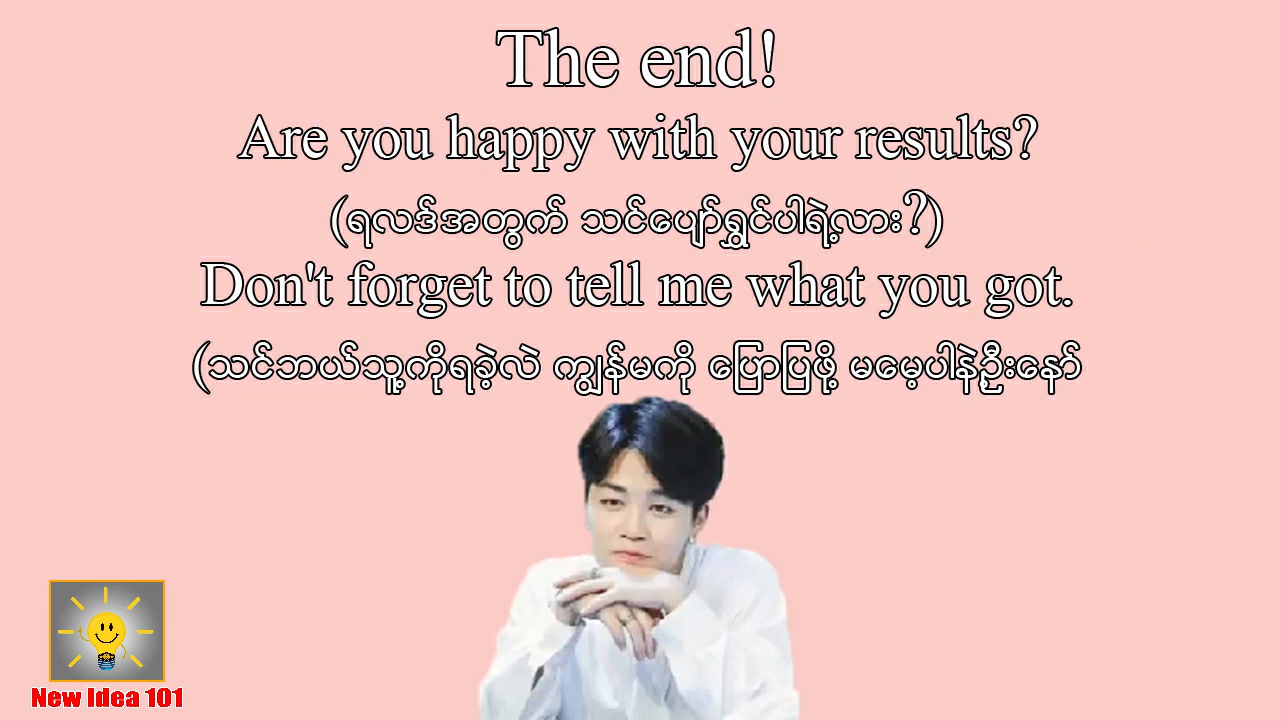 The end!
Are you happy with your results?
(ရလဒ်အတွက် သင်ပျော်ရွှင်ပါရဲ့လား?)
Don't forget to tell me what you got.
(သင်ဘယ်သူ့ကိုရခဲ့လဲ ကျွန်မကို ပြောပြဖို့ မမေ့ပါနဲ့ဦးနော်
New Idea 101